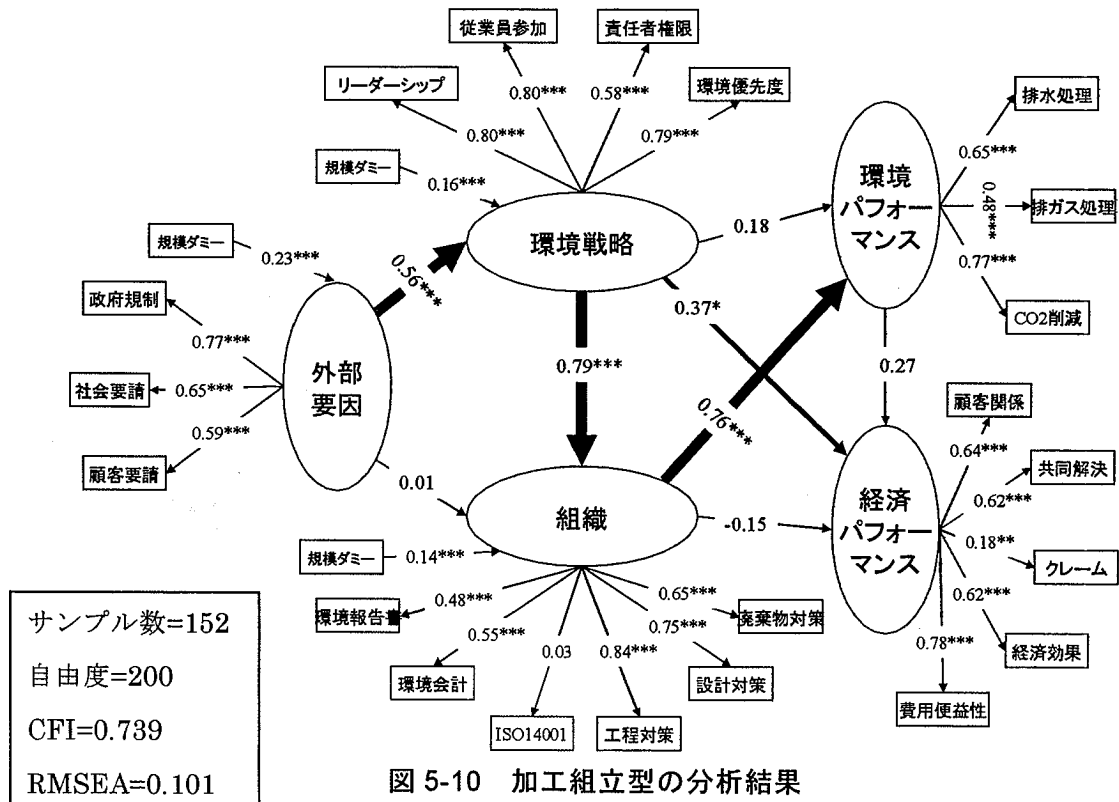 従業員参加
責任者権限
リーダーシップ
環境優先度
0.80***
0.58***
0.80***
0.79***
規模ダミー
0.16***
環境戦略
規模ダミー
0.23***
0.56***
政府規制
0.77***
社会要請
0.65***
顧客要請
0.59***
外部
要因
0.01
0.79***
0.18
0.37*
0.76***
環境
パフォー
マンス
排水処理
0.65***
排ガス処理
0.48***
CO2削減
0.77***
0.27
組織
-0.15
規模ダミー
0.14***
経済
パフォー
マンス
顧客関係
0.64***
共同解決
0.62***
クレーム
0.18**
経済効果
0.62***
費用便益性
0.78***
環境報告書
0.48***
環境会計
0.55***
ISO14001
0.03
工程対策
0.84***
設計対策
0.75***
廃棄物対策
0.65***
サンプル数=152
自由度=200
CFI=0.739
RMSEA=0.101
図 5-10 加工組立型の分析結果